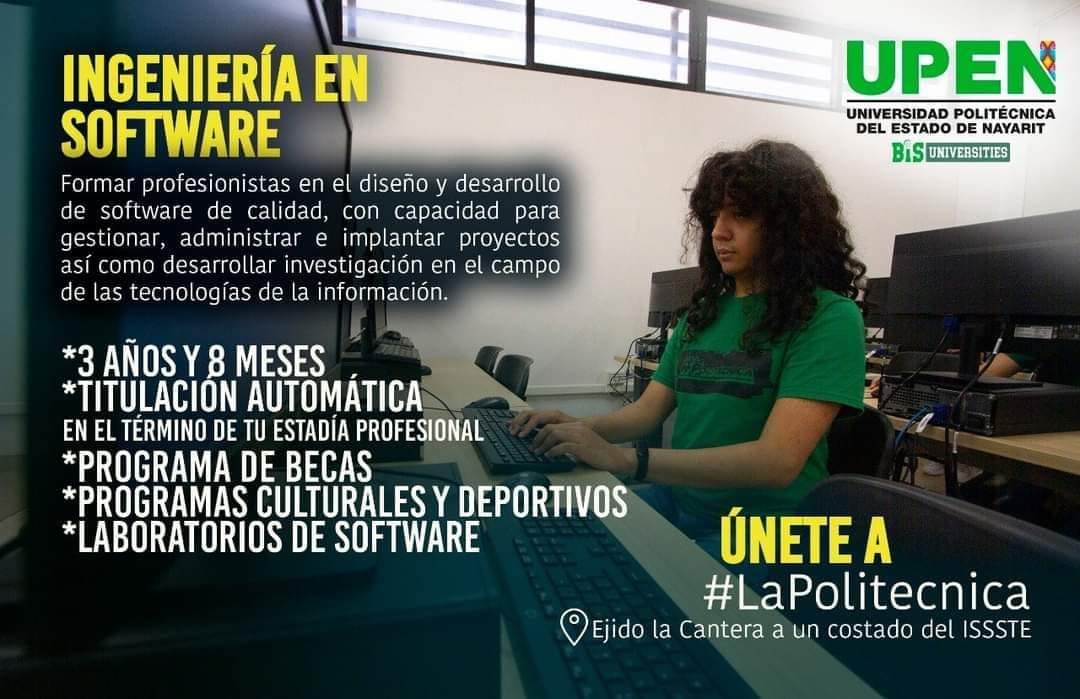 INGENIERÍA EN
SOFTWARE
Formar profesionistas en el diseño y desarrollo
de software de calidad, con capacidad para
gestionar, administrar e implantar proyectos
así como desarrollar investigación en el campo
de las tecnologías de la información.
*3 AÑOS Y 8 MESES
*TITULACIÓN AUTOMÁTICA
EN EL TÉRMINO DE TU ESTADÍA PROFESIONAL
*PROGRAMA DE BECAS
*PROGRAMAS CULTURALES Y DEPORTIVOS
*LABORATORIOS DE SOFTWARE
UPEN
UNIVERSIDAD POLITÉCNICA
DEL ESTADO DE NAYARIT
BIS UNIVERSITIES
ÚNETE A
#LaPolitecnica
Ejido la Cantera a un costado del ISSSTE